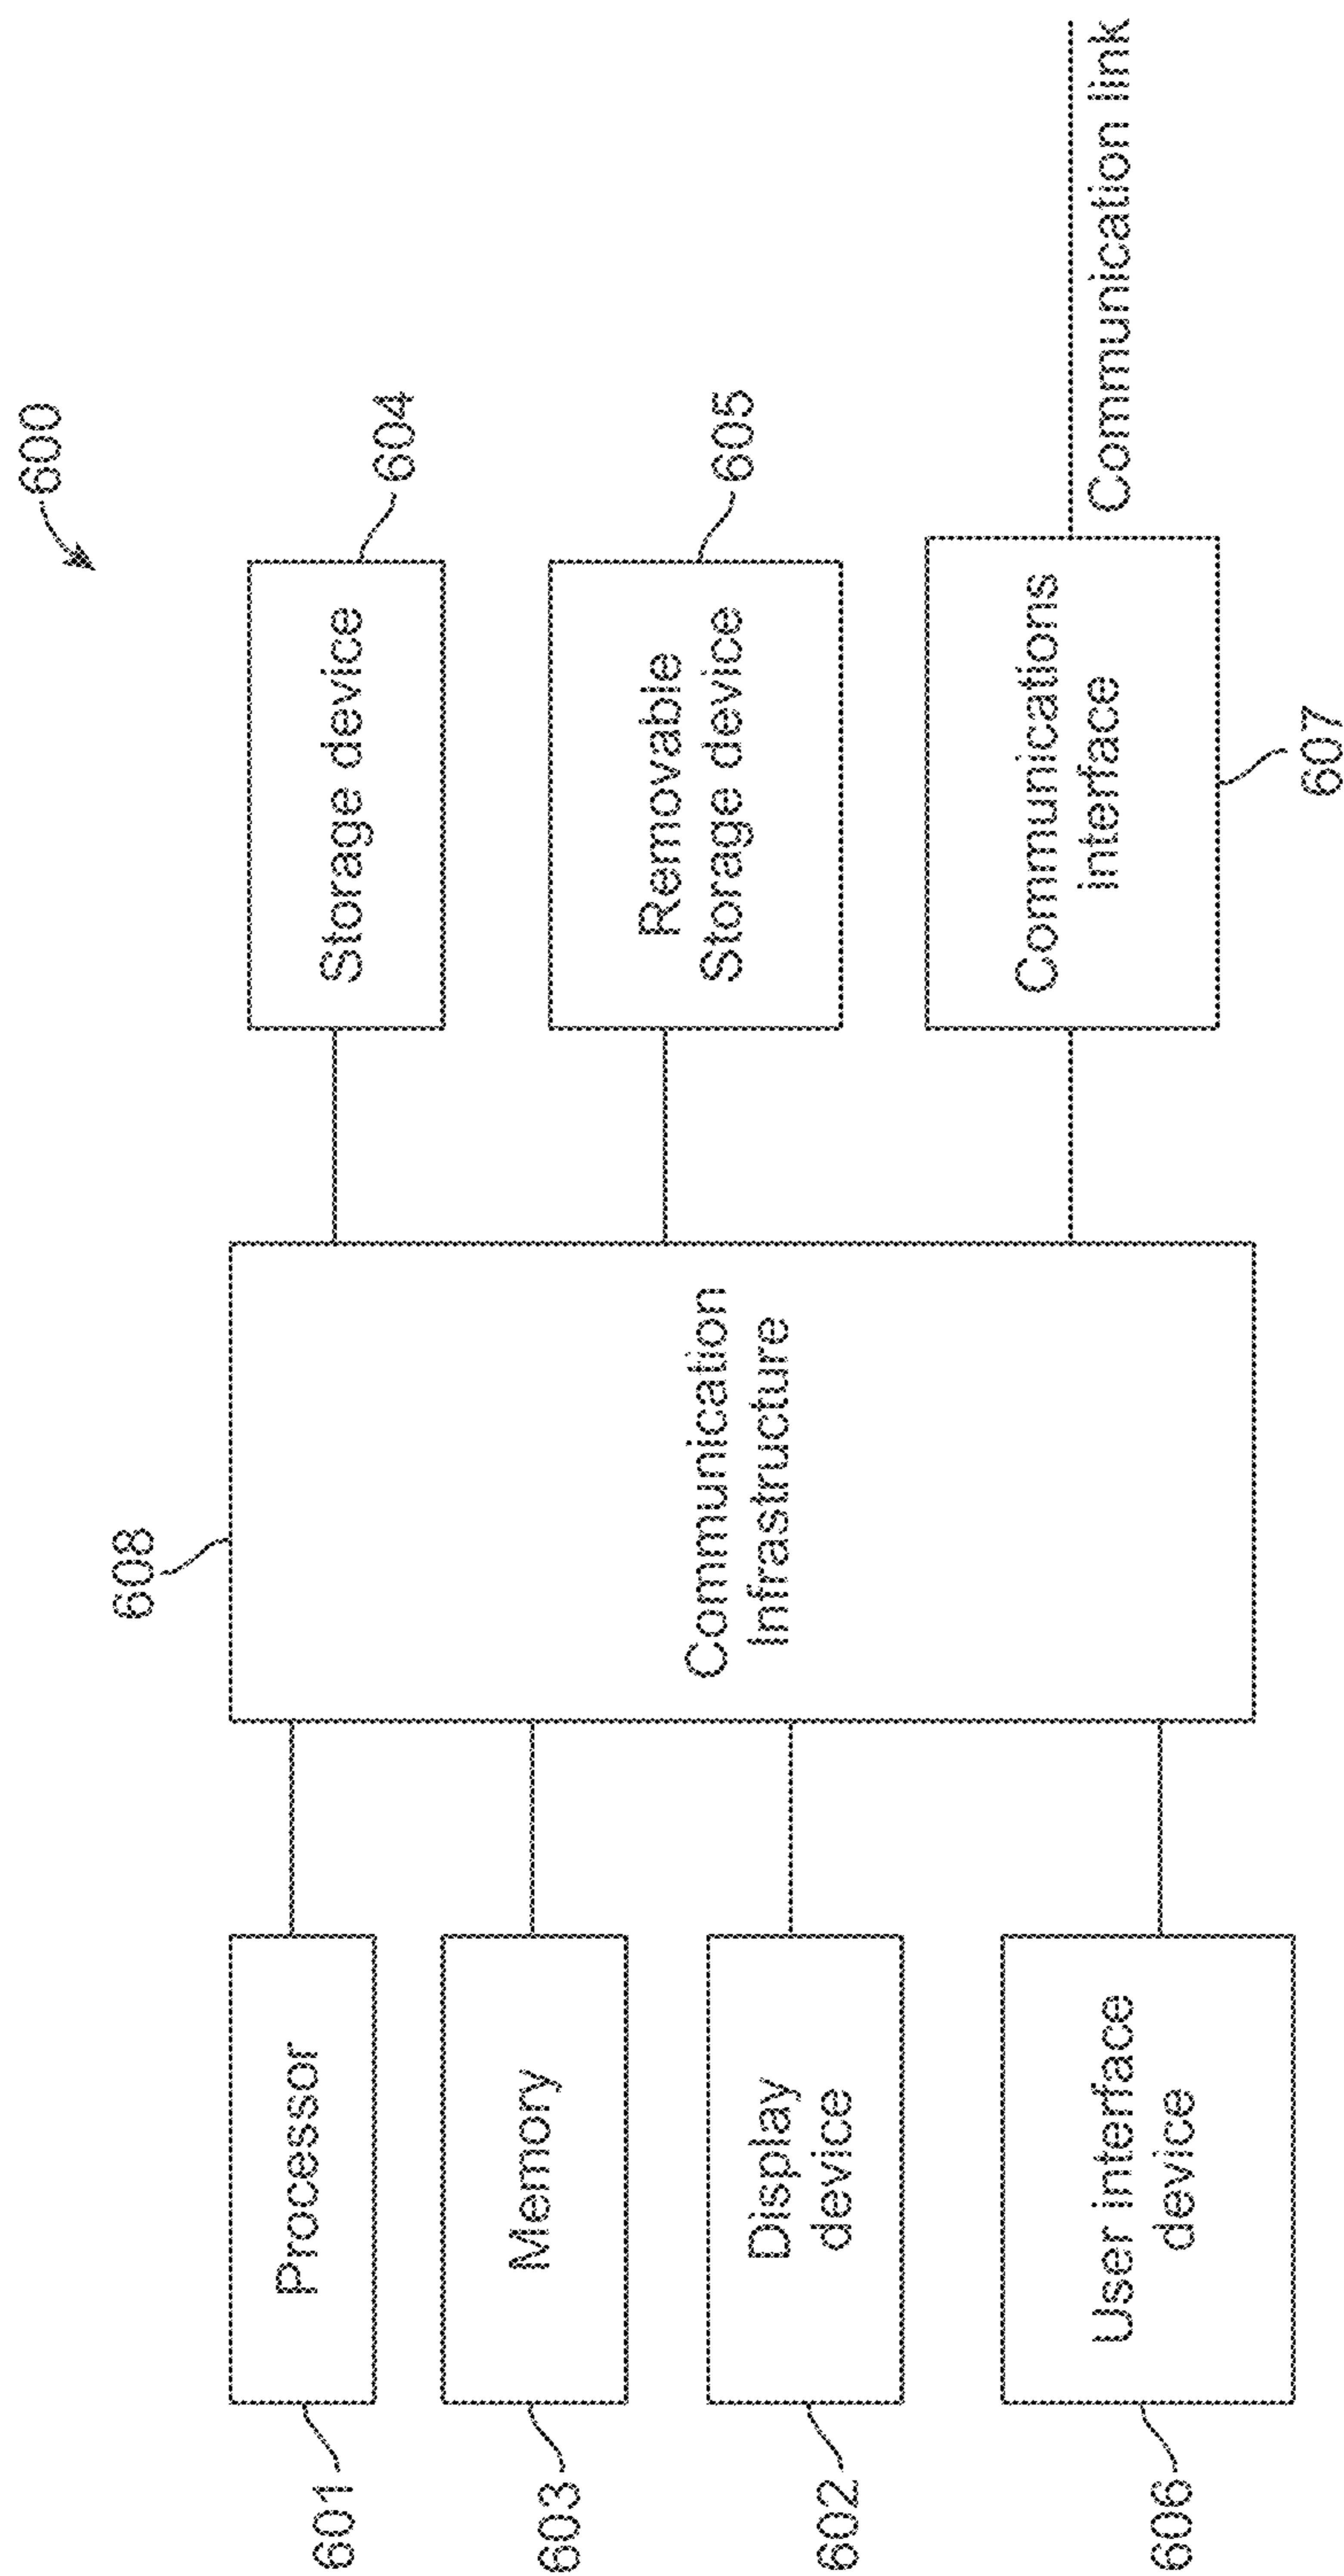 600
601
Processor
603
Memory
602
Display
device
606
User interface
device
608
Communication
Infrastructure
Storage device
604
Removable
Storage device
605
Communications
interface
607
Communication link